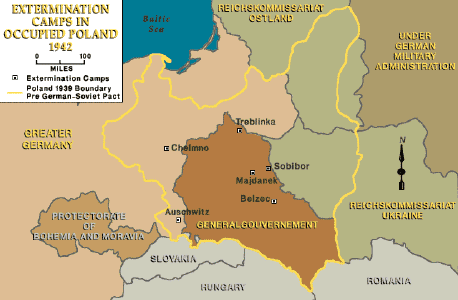 EXTERMINATION
CAMPS IN
OCCUPIED POLAND
1942
0 100
MILES
Extermination Camps
Poland 1939 Boundary
Pre German-Soviet Pact
Baltic
Sea
REICHSKOMMISSARIAT
OSTLAND
UNDER
GERMAN
MILITARY
ADMINISTRATION
GREATER
GERMANY
Treblinka
Chelmno
Sobibor
Majdanek
Belzec
N
Auschwitz
GENERALGOUVERNEMENT
REICHSKOMMISSARIAT
UKRAINE
PROTECTORATE
OF
BOHEMIA AND MORAVIA
SLOVAKIA
HUNGARY
ROMANIA